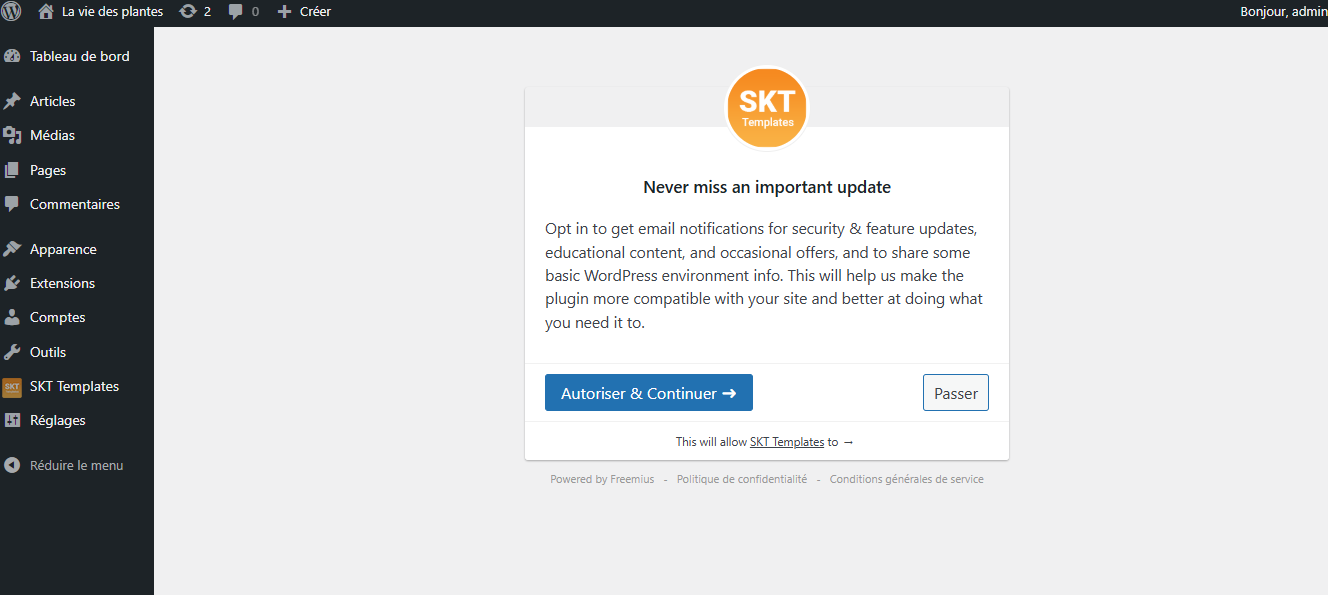 La vie des plantes 2 0 Créer Bonjour, admin
Tableau de bord
Articles
Médias
Pages
Commentaires
Apparence
Extensions
Comptes
Outils
SKT SKT Templates
Réglages
Réduire le menu
SKT
Templates
Never miss an important update
Opt in to get email notifications for security & feature updates,
educational content, and occasional offers, and to share some
basic WordPress environment info. This will help us make the
plugin more compatible with your site and better at doing what
you need it to.
Autoriser & Continuer ➜ Passer
This will allow SKT Templates to →
Powered by Freemius - Politique de confidentialité - Conditions générales de service